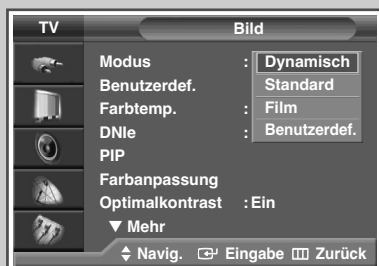 TV Bild
Modus : Dynamisch
Benutzerdef. Standard
Farbtemp. : Film
DNIe : Benutzerdef.
PIP
Farbanpassung
Optimalkontrast : Ein
▼ Mehr
Navig. Eingabe Zurück